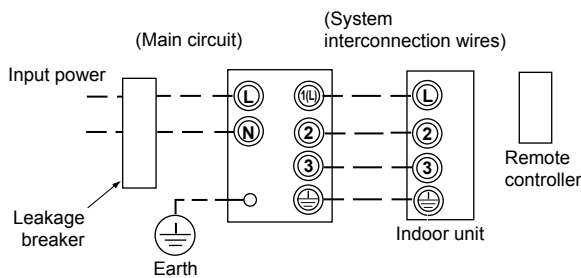 (Main circuit)
(System
interconnection wires)
Input power
L
N
1(L)
2
3
L
2
3
Remote
controller
Leakage
breaker
Earth
Indoor unit